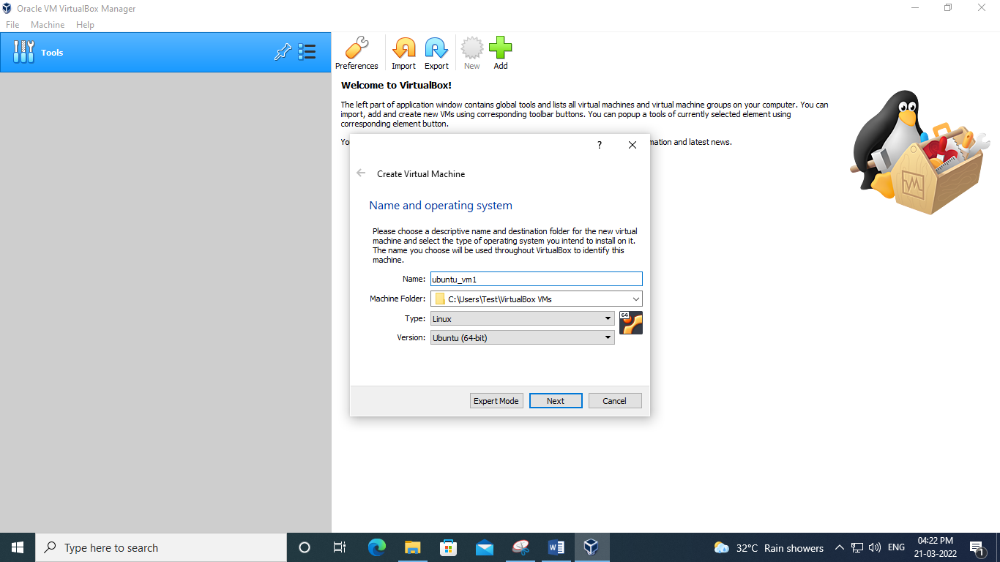 Oracle VM VirtualBox Manager
File Machine Help
Tools
Preferences Import Export New Add
Welcome to VirtualBox!
The left part of application window contains global tools and lists all virtual machines and virtual machine groups on your computer. You can
import, add and create new VMs using corresponding toolbar buttons. You can popup a tools of currently selected element using
corresponding element button.
Yo
mation and latest news.
?
Create Virtual Machine
Name and operating system
Please choose a descriptive name and destination folder for the new virtual
machine and select the type of operating system you intend to install on it.
The name you choose will be used throughout VirtualBox to identify this
machine.
Name: ubuntu_vm1
Machine Folder: C:\Users\Test\VirtualBox VMs
Type: Linux
64
Version: Ubuntu (64-bit)
Expert Mode Next Cancel
Type here to search
32°C Rain showers
ENG
04:22 PM
21-03-2022
1